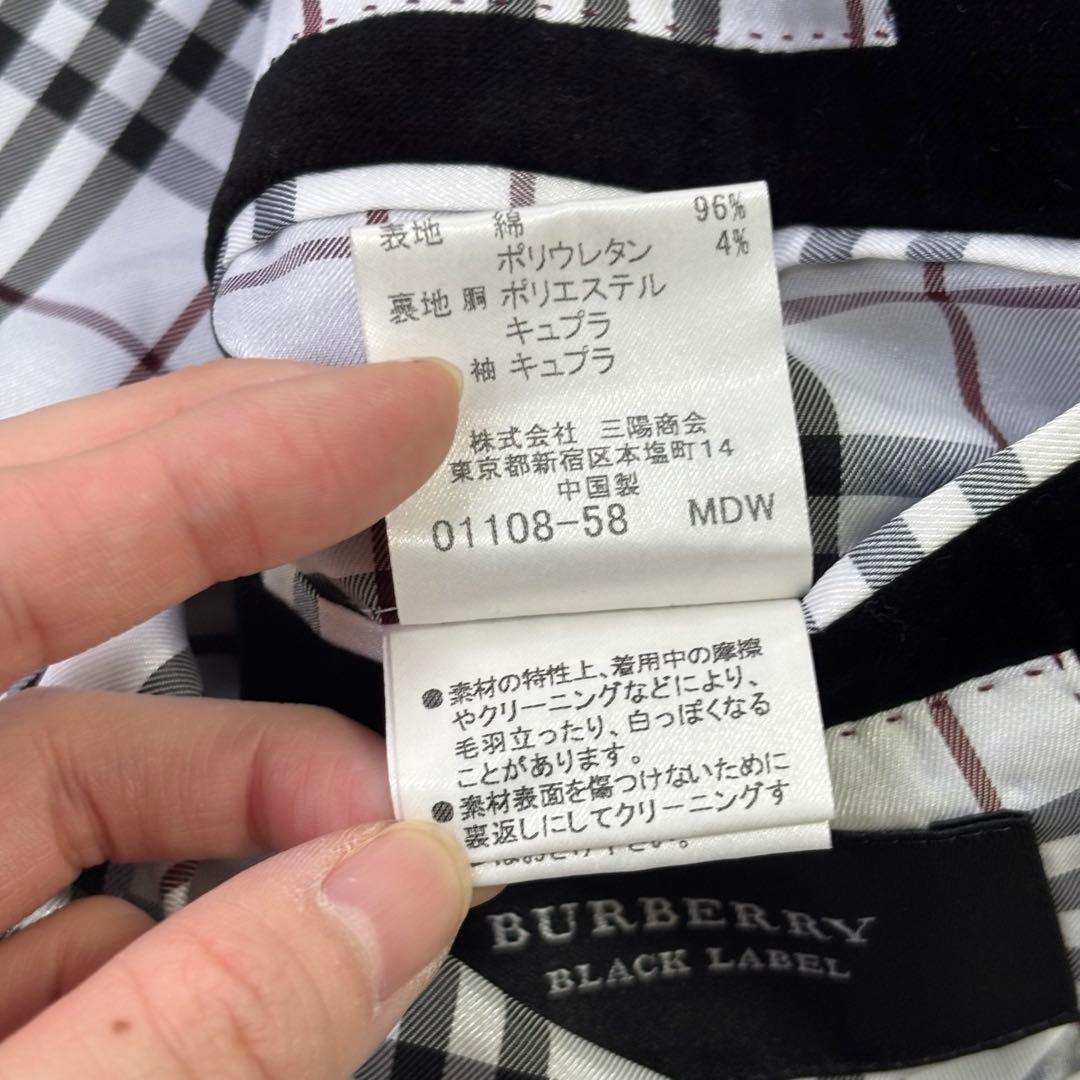 表地 綿 96%
ポリウレタン 4%
裏地 胴 ポリエステル
キュプラ
袖 キュプラ
株式会社 三陽商会
東京都新宿区本塩町14
中国製
01108-58 MDW
●素材の特性上、着用中の摩擦
やクリーニングなどにより、
毛羽立ったり、白っぽくなる
ことがあります。
●素材表面を傷つけないために
裏返しにしてクリーニングす
BURBERRY
BLACK LABEL